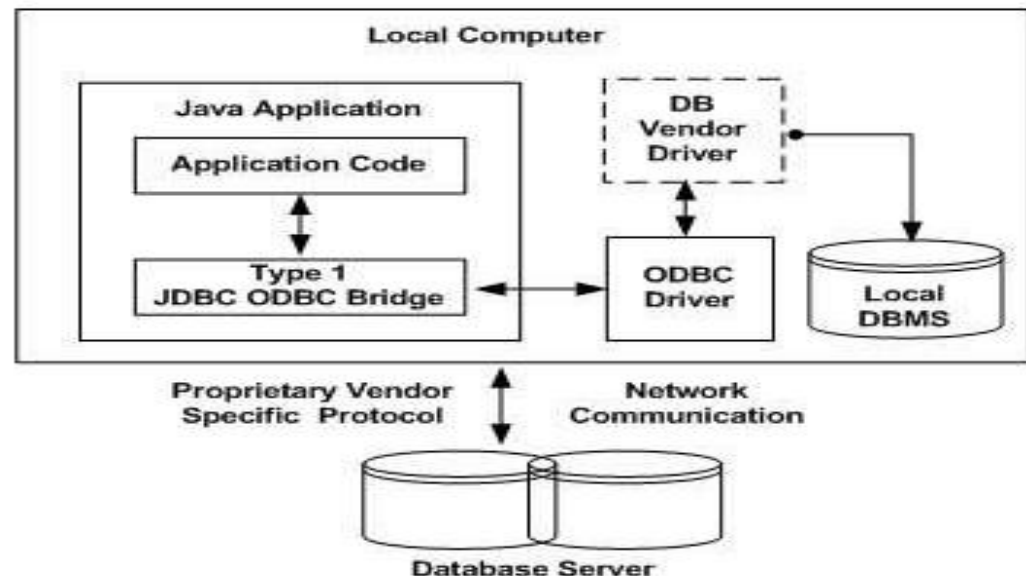 Local Computer
Java Application
Application Code
Type 1
JDBC ODBC Bridge
DB
Vendor
Driver
ODBC
Driver
Local
DBMS
Proprietary Vendor
Specific Protocol
Network
Communication
Database Server